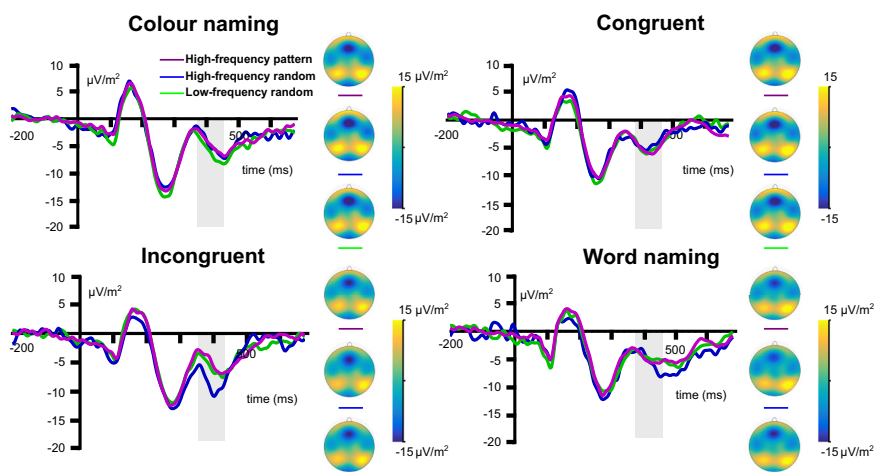 Colour naming
10
5
-5
-10
-15
-20
µV/m²
High-frequency pattern
High-frequency random
Low-frequency random
-200
500
time (ms)
15 µV/m²
-15 µV/m²
Congruent
10
5
-5
-10
-15
-20
µV/m²
-200
time (ms)
15
-15
Incongruent
10
5
-5
-10
-15
-20
µV/m²
-200
time (ms)
15 µV/m²
-15 µV/m²
Word naming
10
5
-5
-10
-15
-20
µV/m²
-200
500
time (ms)
15 µV/m²
-15 µV/m²